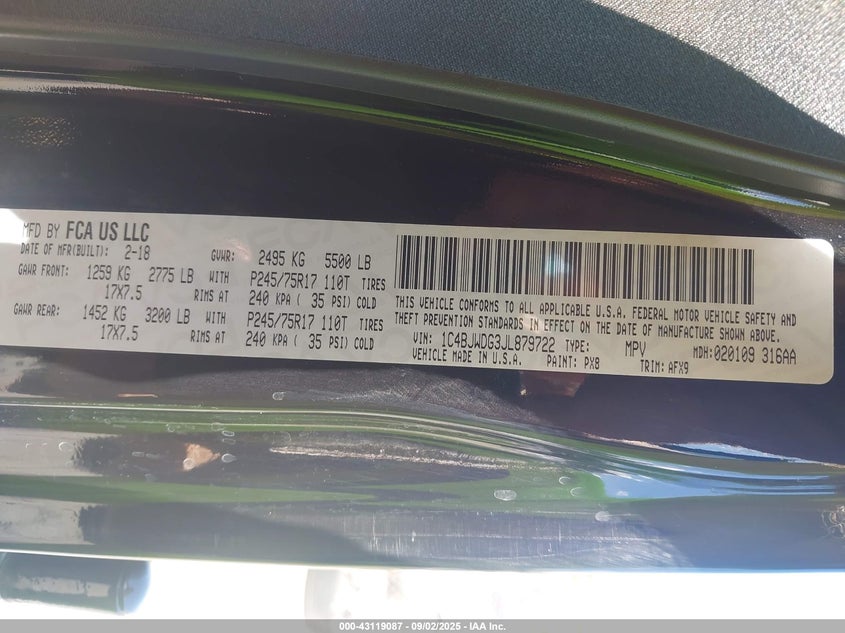 MFD BY FCA US LLC
DATE OF MFR(BUILT): 2-18 GVWR: 2495 KG 5500 LB
GAWR FRONT: 1259 KG 2775 LB WITH P245/75R17 110T TIRES
17X7.5 RIMS AT 240 KPA ( 35 PSI) COLD
GAWR REAR: 1452 KG 3200 LB WITH P245/75R17 110T TIRES
17X7.5 RIMS AT 240 KPA ( 35 PSI) COLD
THIS VEHICLE CONFORMS TO ALL APPLICABLE U.S.A. FEDERAL MOTOR VEHICLE SAFETY AND
THEFT PREVENTION STANDARDS IN EFFECT ON THE DATE OF MANUFACTURE SHOWN ABOVE.
VIN: 1C4BJWDG3JL879722 TYPE: MPV MDH:020109 316AA
VEHICLE MADE IN U.S.A. PAINT: PX8 TRIM: AFX9
000-43119087 - 09/02/2025 - IAA Inc.